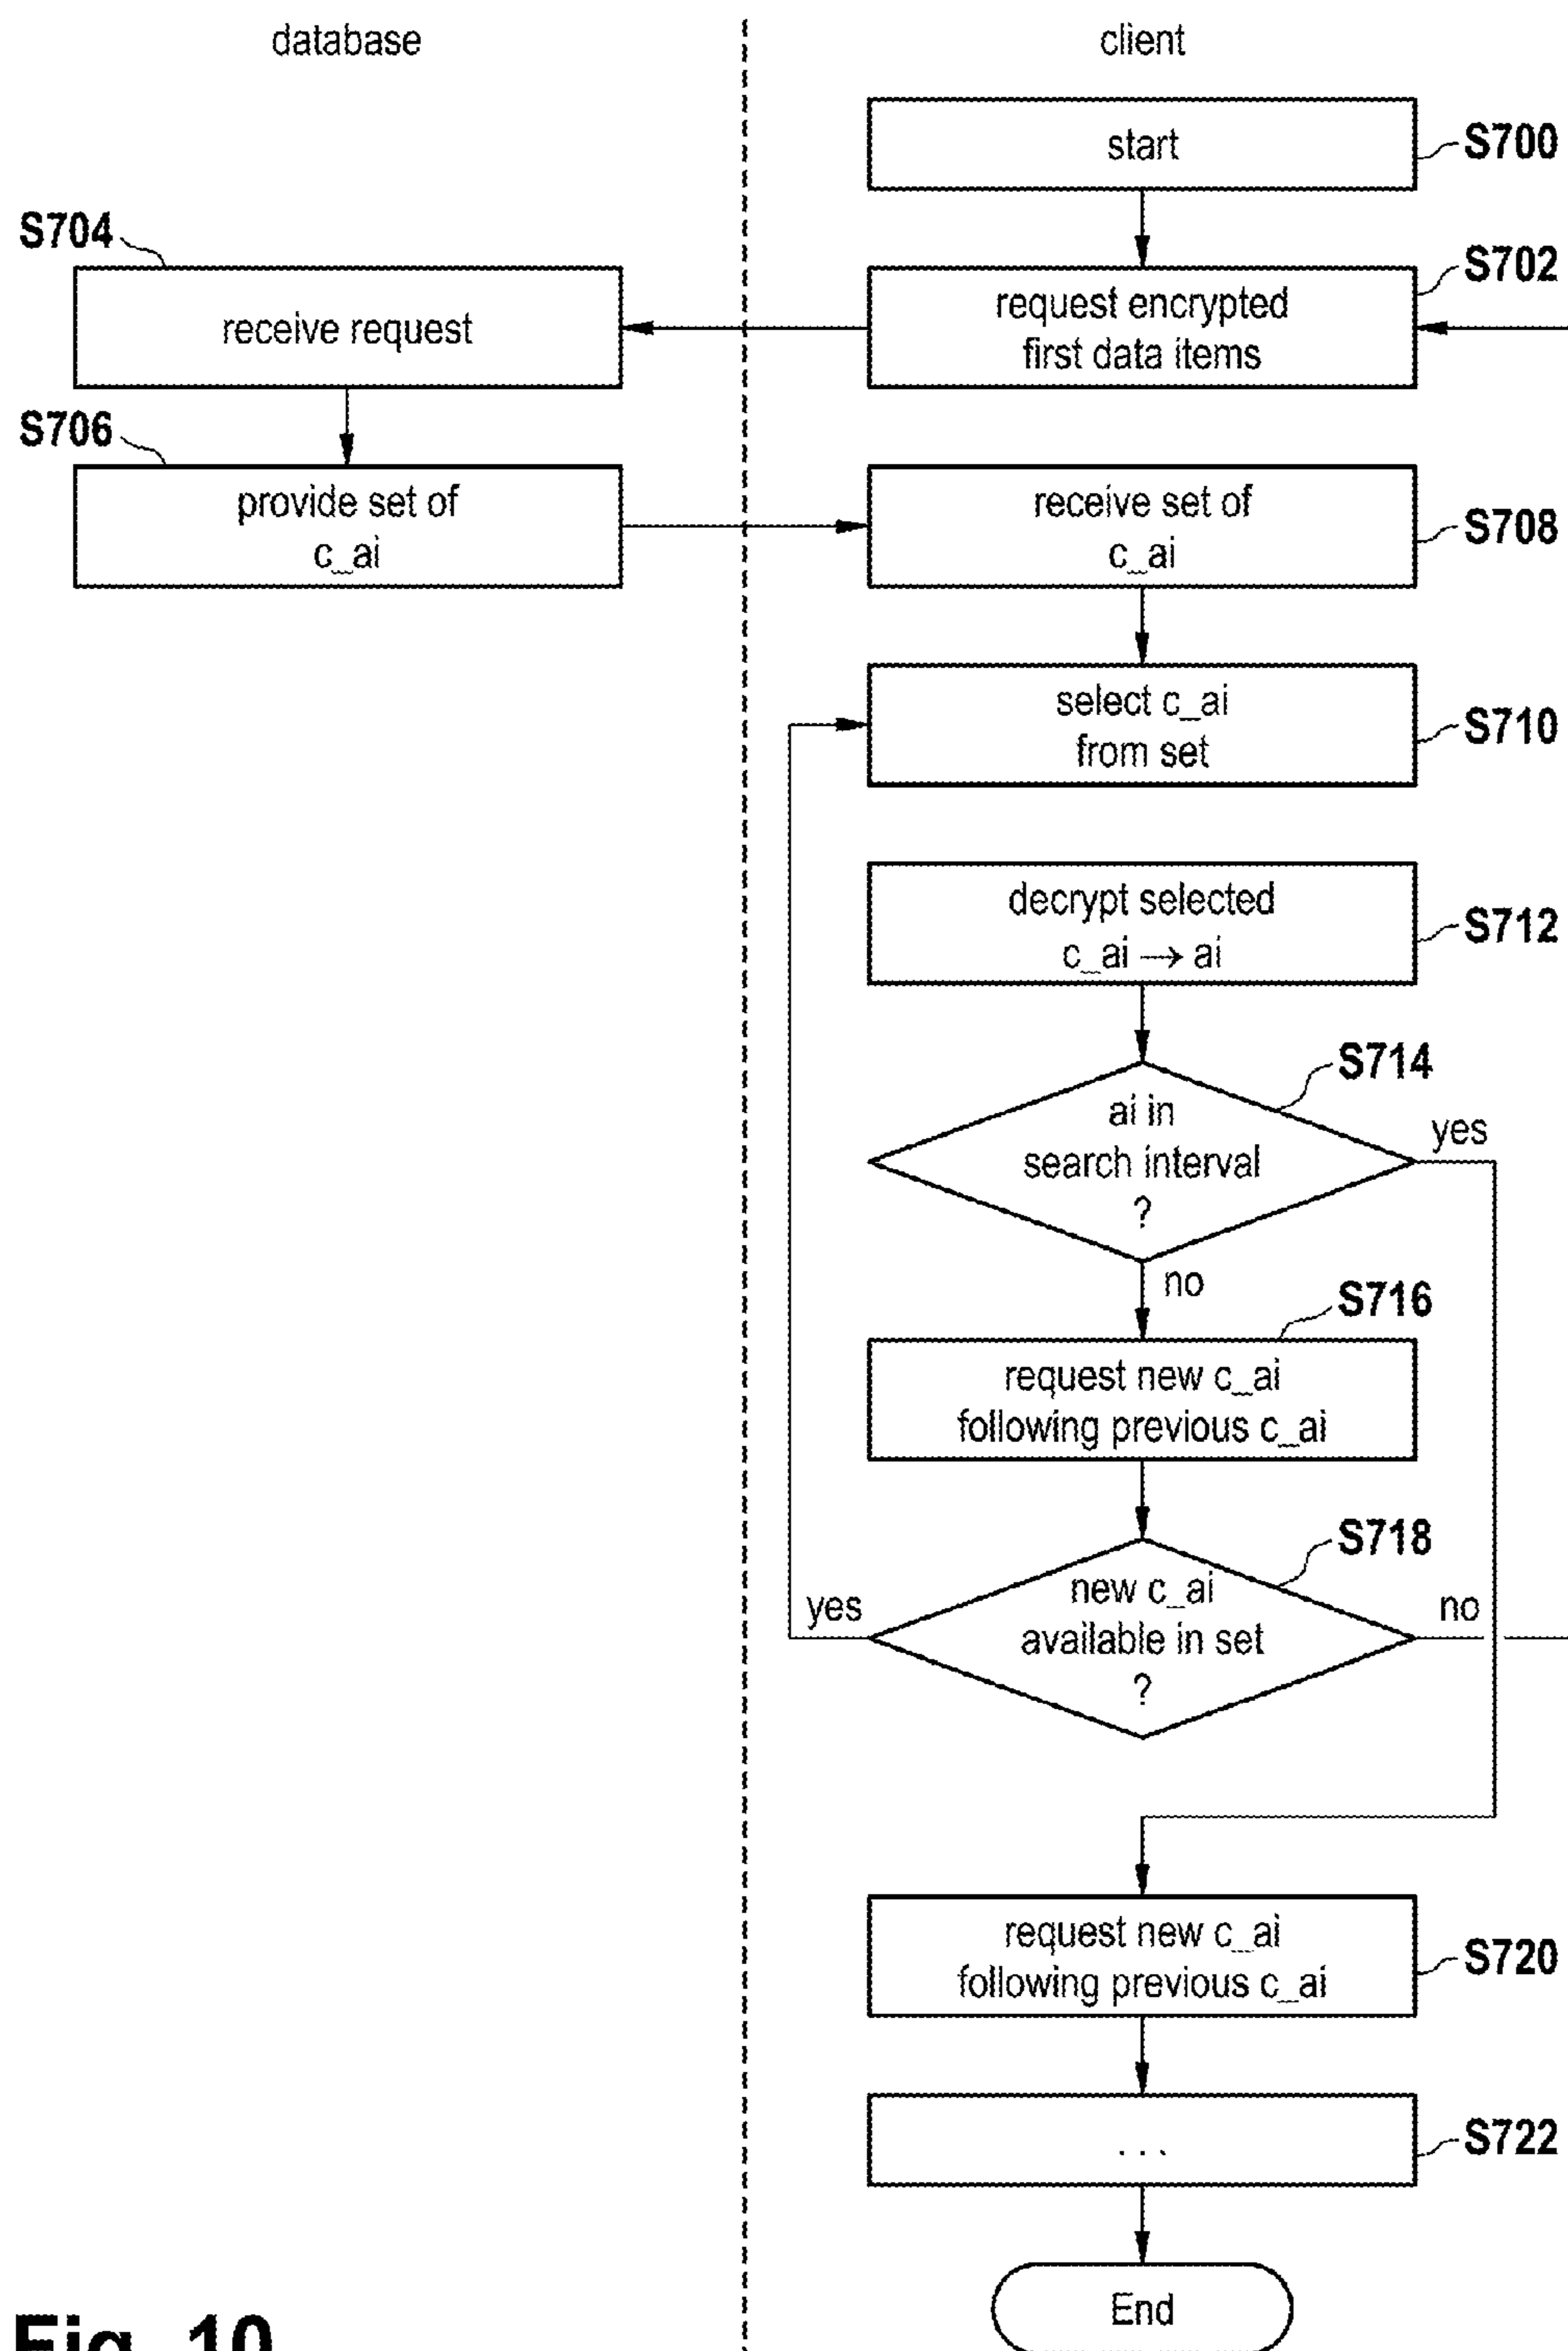 database
client
start
S700
S704
S702
receive request
request encrypted
first data items
S706
provide set of
c_ai
receive set of
c_ai
S708
select c_ai
from set
S710
decrypt selected
c_ai → ai
S712
S714
ai in
search interval
?
yes
no
S716
request new c_ai
following previous c_ai
S718
new c_ai
available in set
?
yes
no
request new c_ai
following previous c_ai
S720
. . .
S722
End
Fig. 10